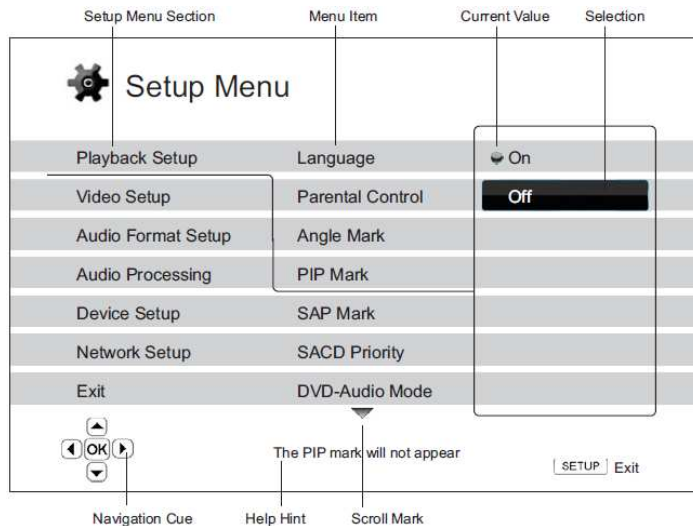 Setup Menu Section Menu Item Current Value Selection
Setup Menu
Playback Setup Language On
Video Setup Parental Control Off
Audio Format Setup Angle Mark
Audio Processing PIP Mark
Device Setup SAP Mark
Network Setup SACD Priority
Exit DVD-Audio Mode
OK The PIP mark will not appear
SETUP Exit
Navigation Cue Help Hint Scroll Mark